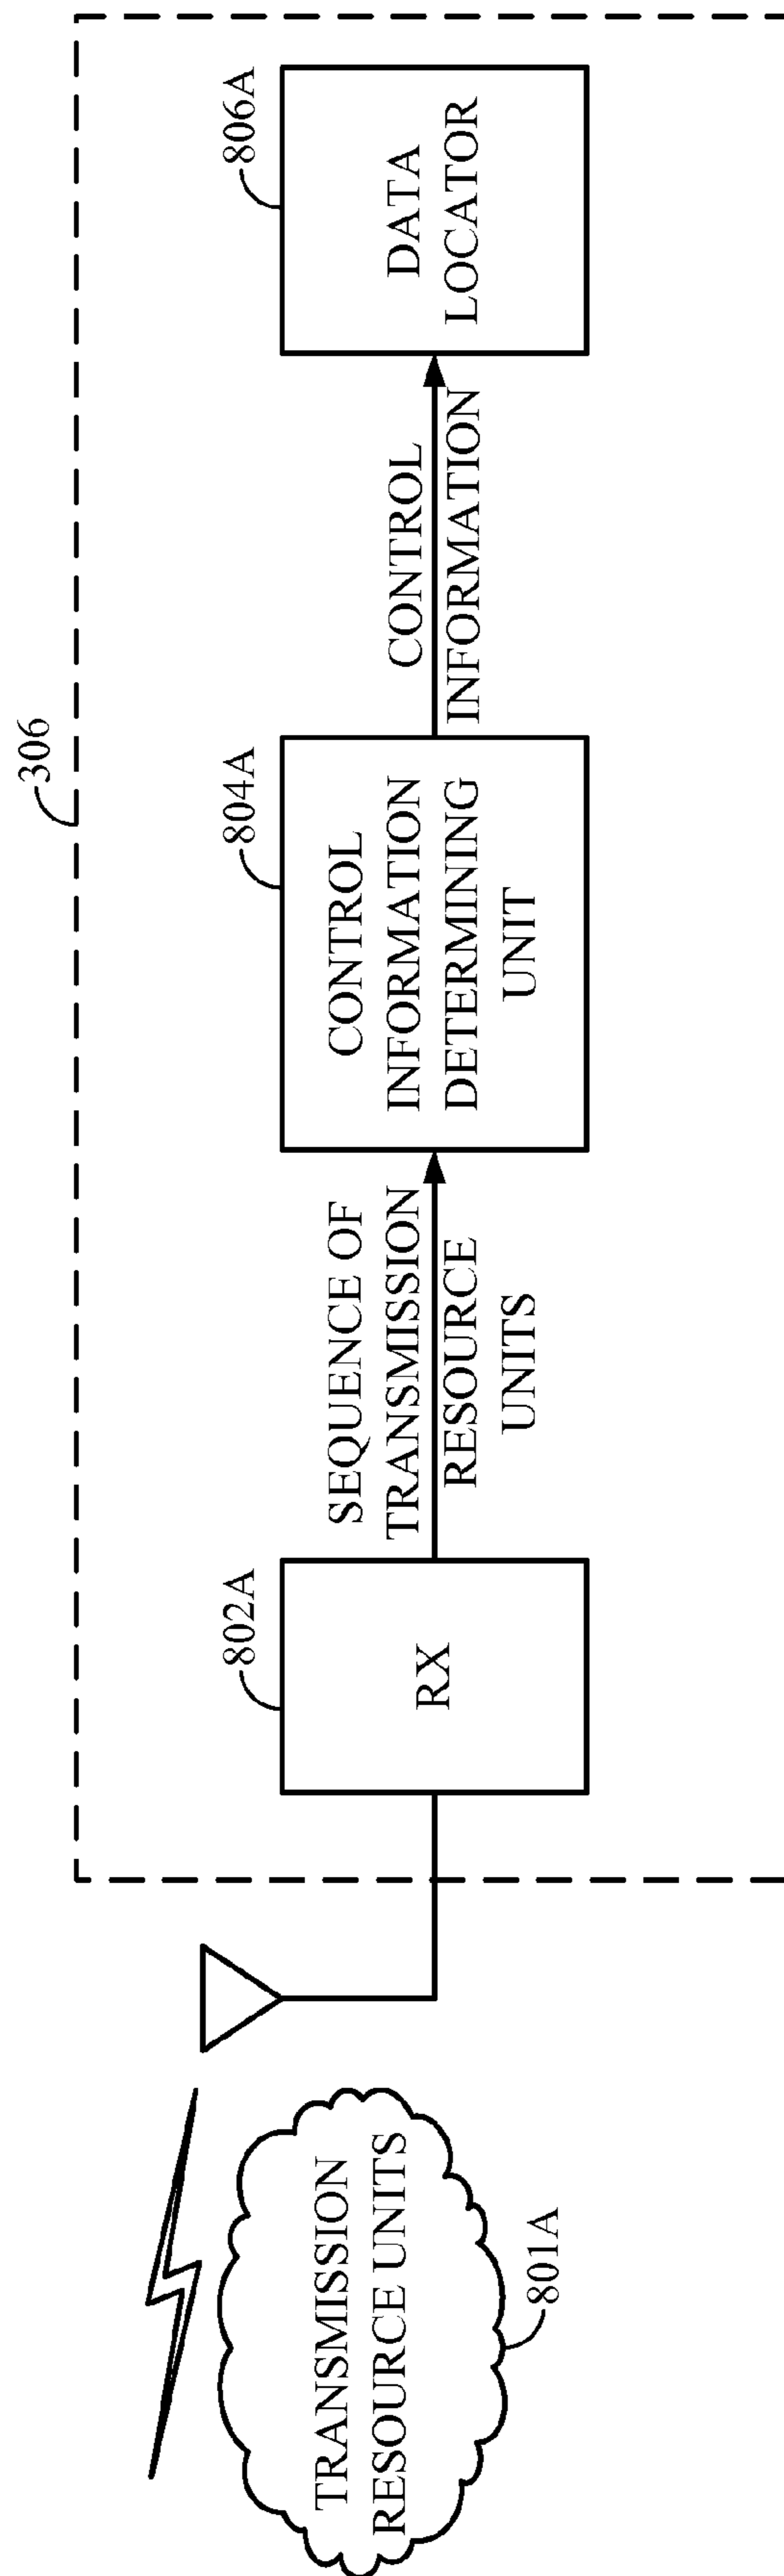 306
TRANSMISSION
RESOURCE UNITS
801A
802A
RX
SEQUENCE OF
TRANSMISSION
RESOURCE
UNITS
804A
CONTROL
INFORMATION
DETERMINING
UNIT
CONTROL
INFORMATION
806A
DATA
LOCATOR